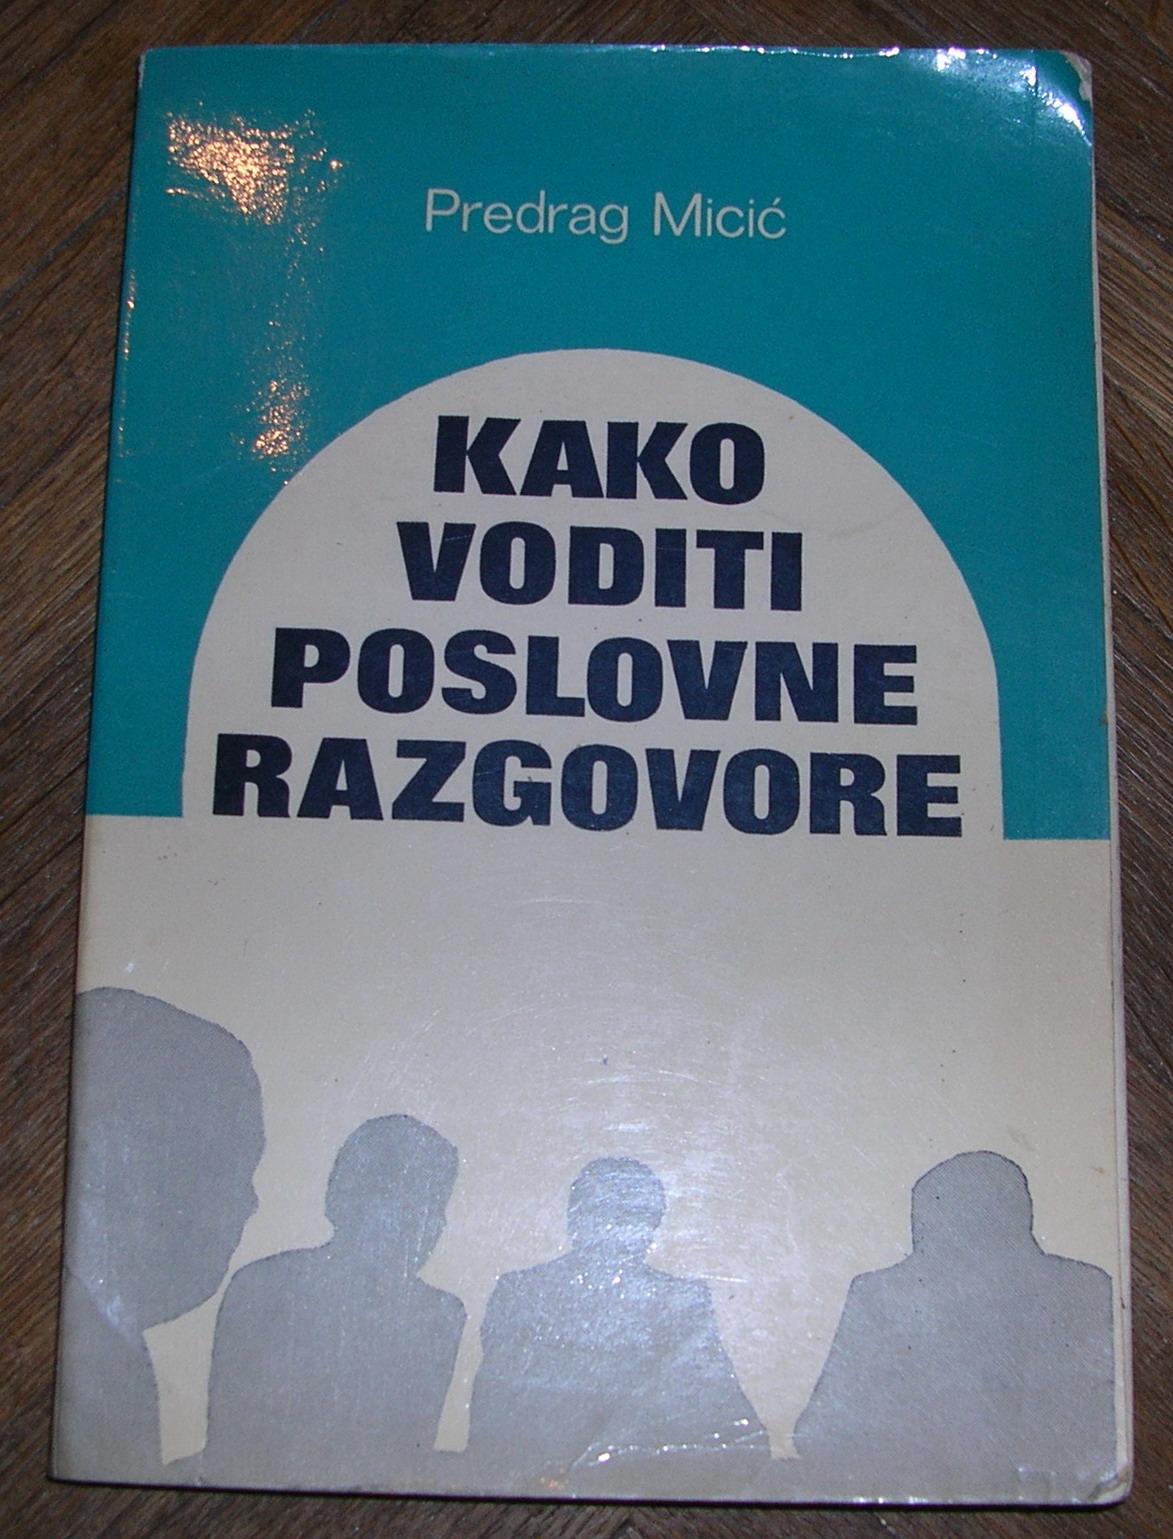 Predrag Micić
KAKO
VODITI
POSLOVNE
RAZGOVORE